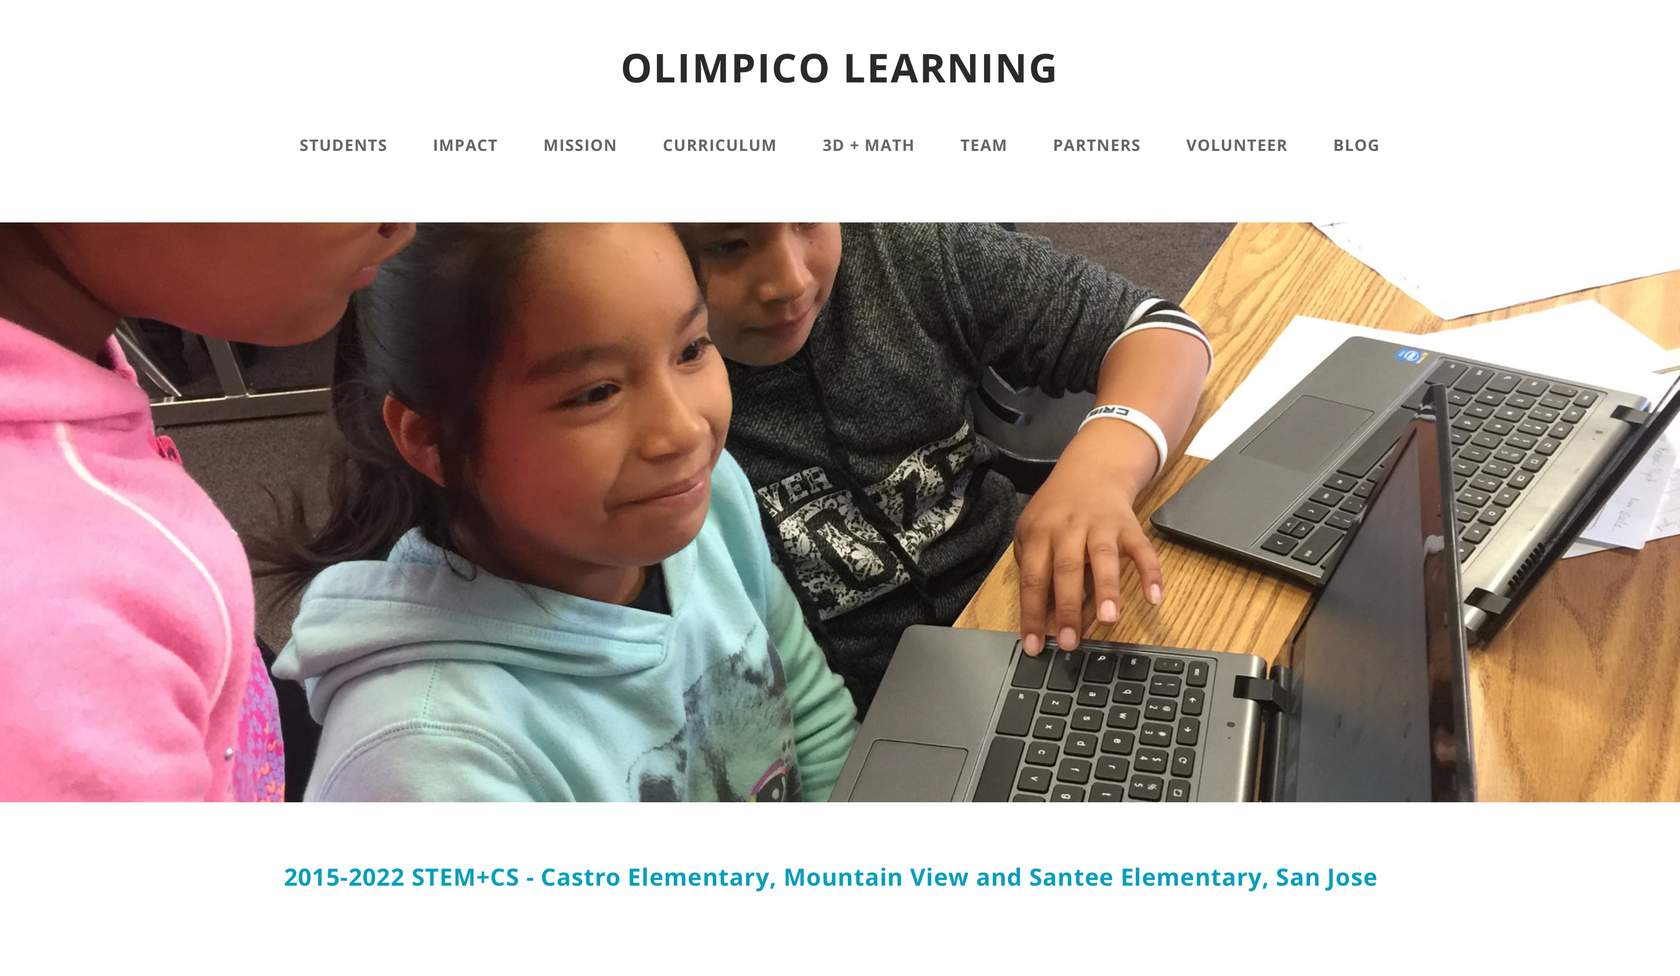 OLIMPICO LEARNING
STUDENTS IMPACT MISSION CURRICULUM 3D + MATH TEAM PARTNERS VOLUNTEER BLOG
2015-2022 STEM+CS - Castro Elementary, Mountain View and Santee Elementary, San Jose